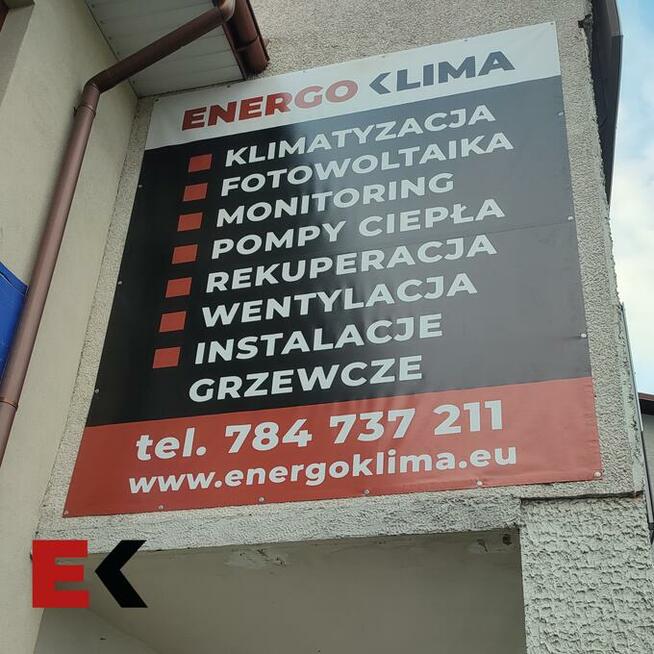 ENERGO KLIMA
KLIMATYZACJA
FOTOWOLTAIKA
MONITORING
POMPY CIEPŁA
REKUPERACJA
WENTYLACJA
INSTALACJE
GRZEWCZE
tel. 784 737 211
www.energoklima.eu
EK